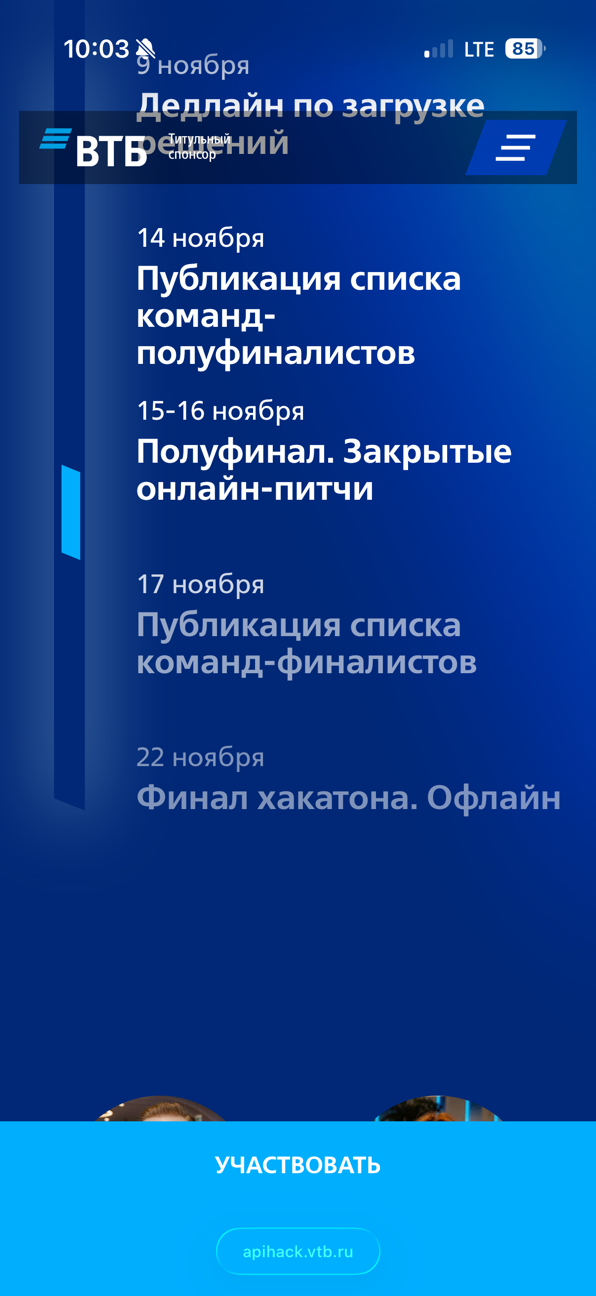 10:03
LTE
85
9 ноября
Дедлайн по загрузке
решений
ВТБ
Титульный
спонсор
14 ноября
Публикация списка
команд-
полуфиналистов
15-16 ноября
Полуфинал. Закрытые
онлайн-питчи
17 ноября
Публикация списка
команд-финалистов
22 ноября
Финал хакатона. Офлайн
УЧАСТВОВАТЬ
apihack.vtb.ru